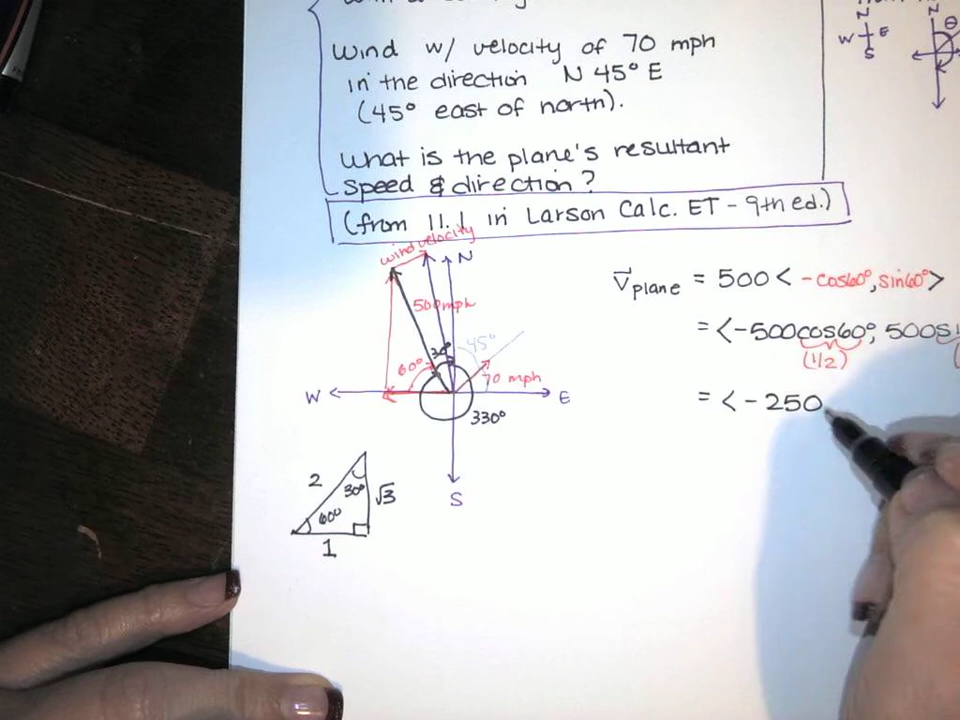 Wind w/ velocity of 70 mph
in the direction N 45° E
(45° east of north).
What is the plane's resultant
speed & direction?
(from 11.1 in Larson Calc. ET - 9th ed.)
N
W E
S
N
θ
wind velocity
N
500 mph
30°
45°
60°
70 mph
W
E
330°
S
2
30°
√3
60°
1
V⃗plane = 500 < -cos60°, sin60° >
= < -500cos60°, 500si
(1/2)
(
= < -250